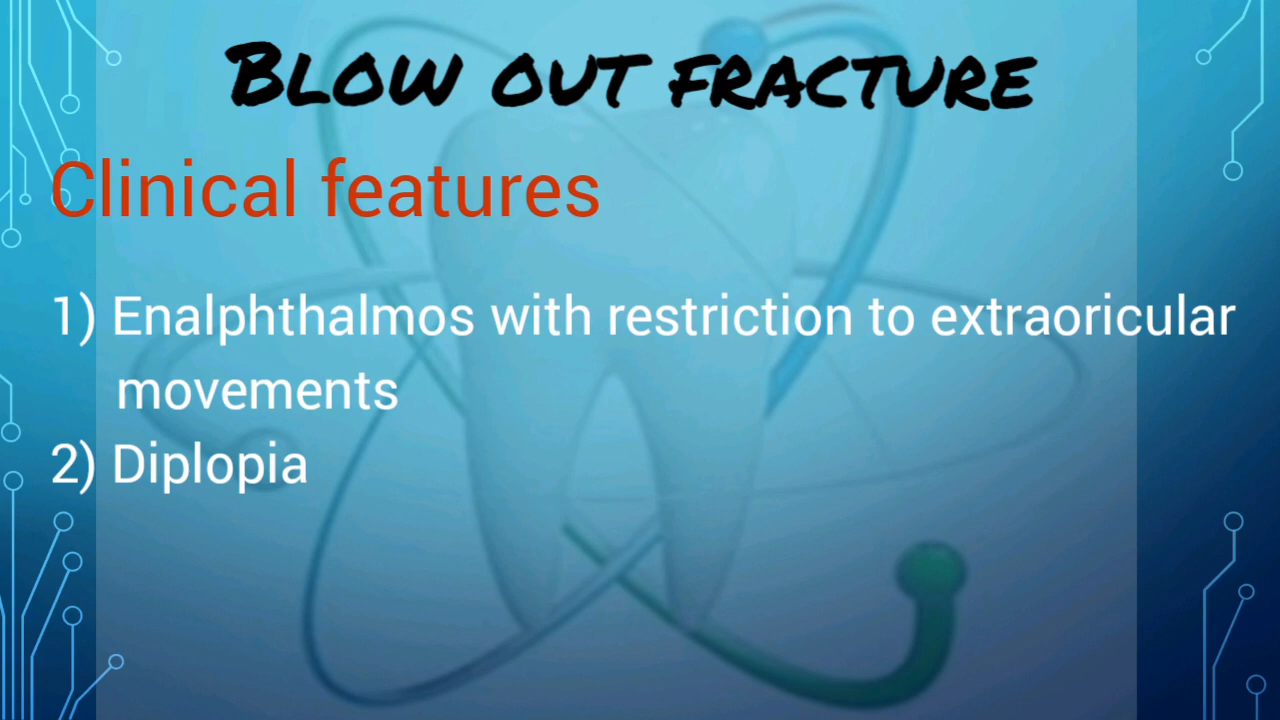 BLOW OUT FRACTURE
Clinical features
1) Enalphthalmos with restriction to extraoricular
movements
2) Diplopia